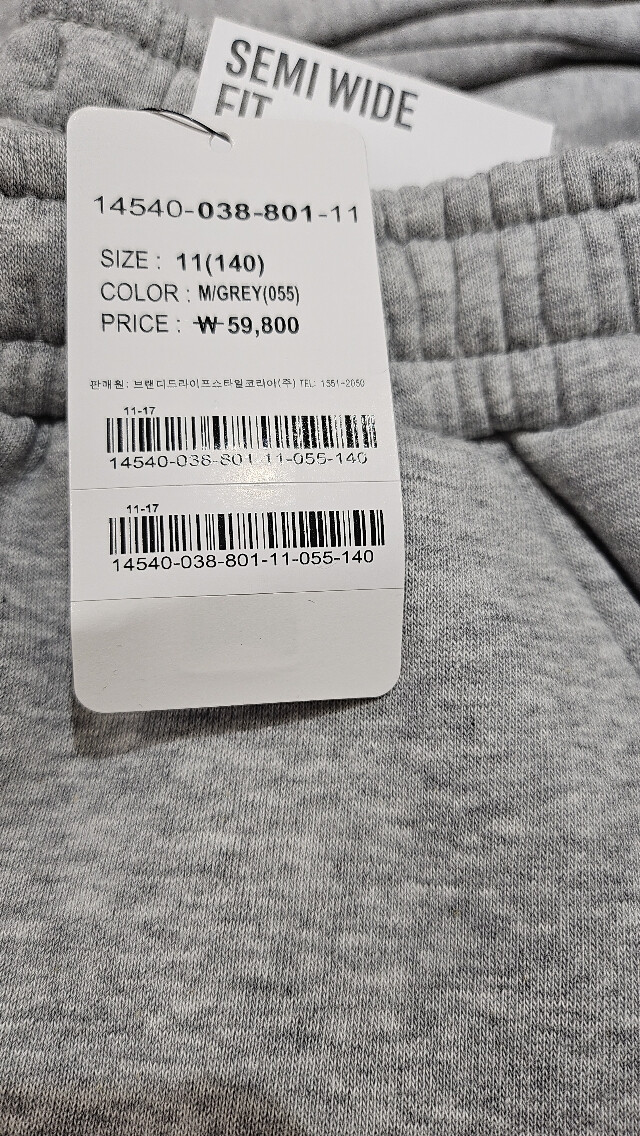 SEMI WIDE
FIT
14540-038-801-11
SIZE : 11(140)
COLOR : M/GREY(055)
PRICE : ₩ 59,800
판매원: 브랜디드라이프스타일코리아(주) TEL: 1551-2050
11-17
14540-038-801-11-055-140
11-17
14540-038-801-11-055-140